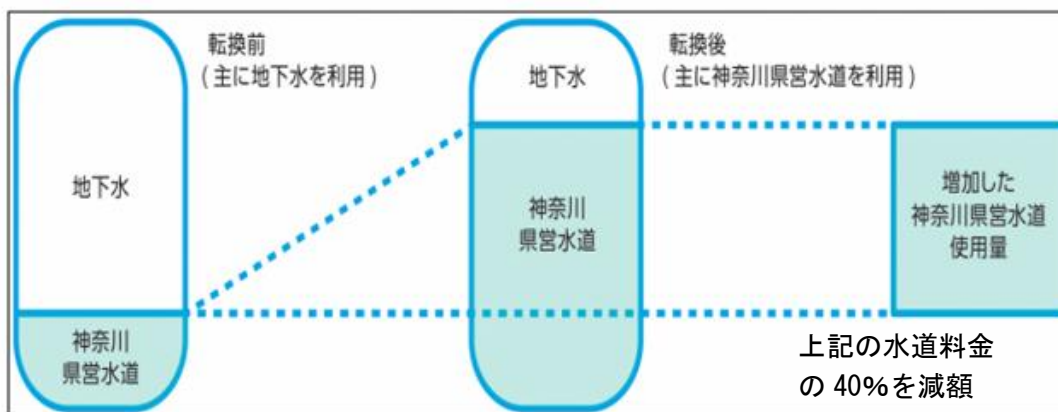 転換前
(主に地下水を利用)
地下水
神奈川
県営水道
転換後
(主に神奈川県営水道を利用)
地下水
神奈川
県営水道
増加した
神奈川県営水道
使用量
上記の水道料金
の 40%を減額